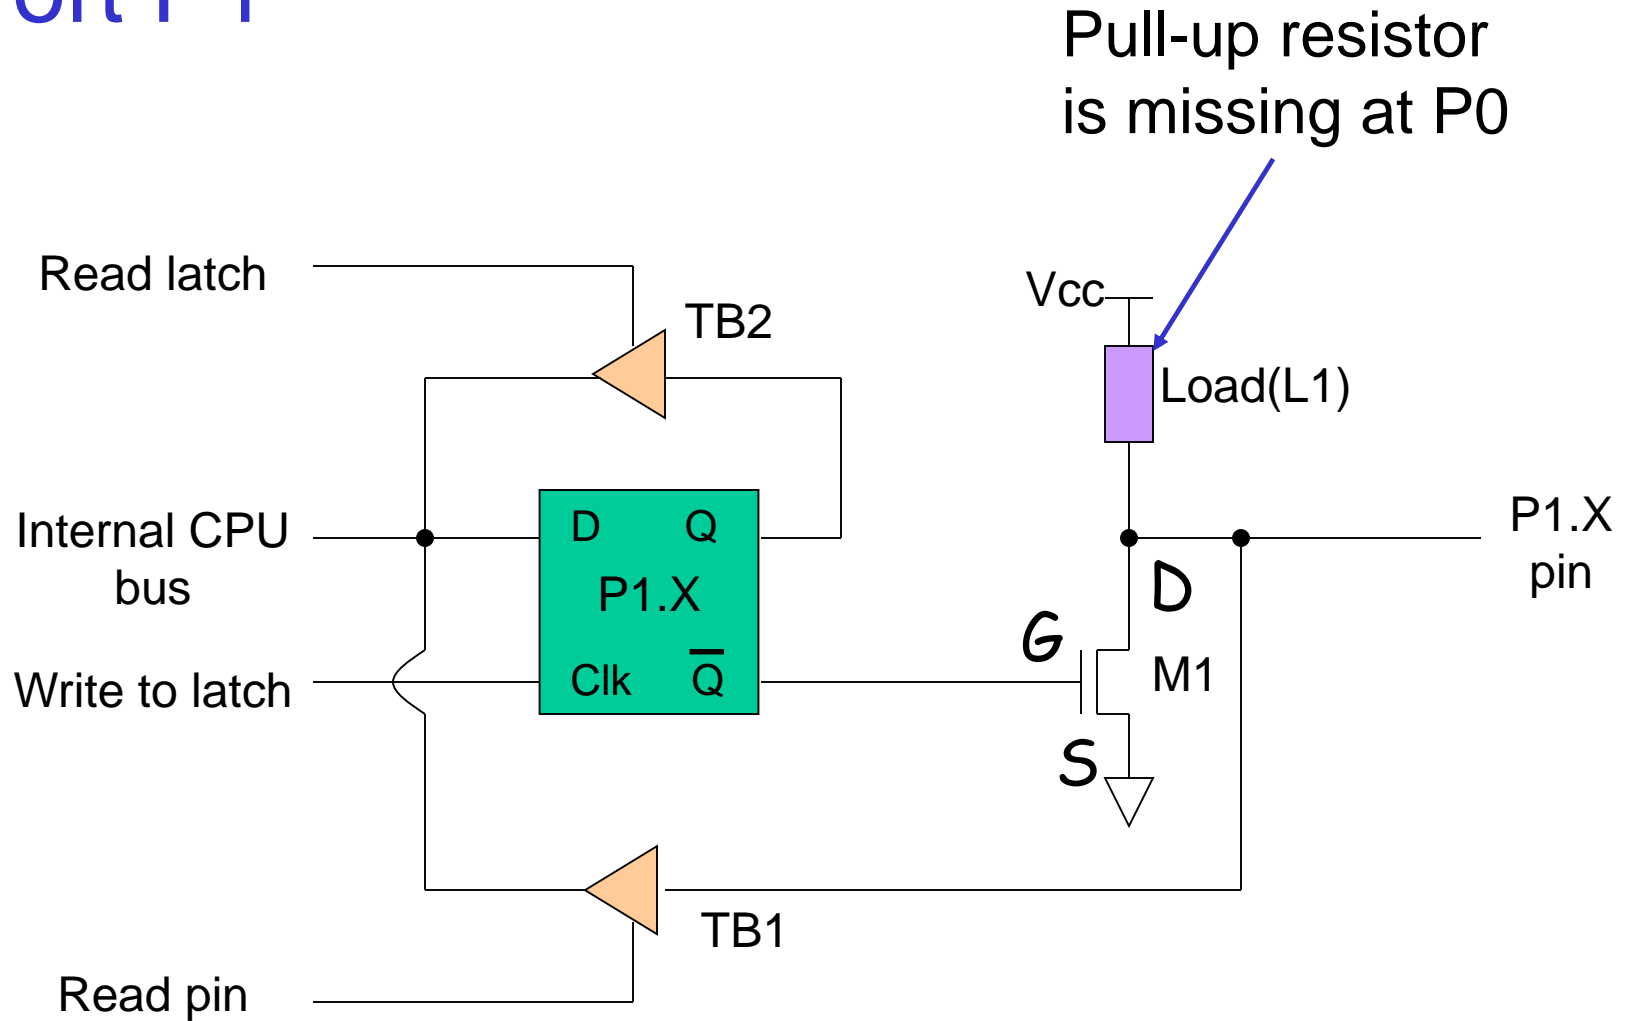 Pull-up resistor
is missing at P0
Read latch
TB2
Vcc
Load(L1)
Internal CPU
bus
D Q
P1.X
Clk Q
P1.X
pin
D
G
M1
S
Write to latch
TB1
Read pin